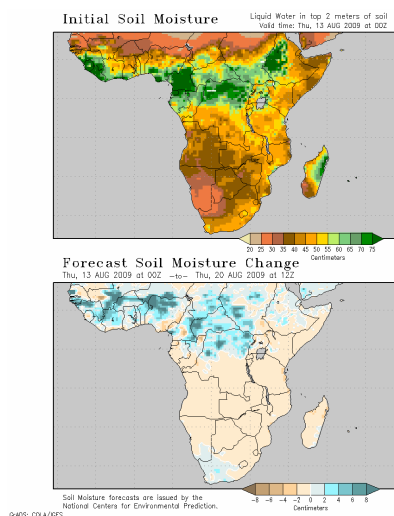 Initial Soil Moisture
Liquid Water in top 2 meters of soil
Valid time: Thu, 13 AUG 2009 at 00Z
20 25 30 35 40 45 50 55 60 65 70 75
Centimeters
Forecast Soil Moisture Change
Thu, 13 AUG 2009 at 00Z -to- Thu, 20 AUG 2009 at 12Z
-8 -6 -4 -2 0 2 4 6 8
Centimeters
Soil Moisture forecasts are issued by the
National Centers for Environmental Prediction.
GrADS: COLA/IGES